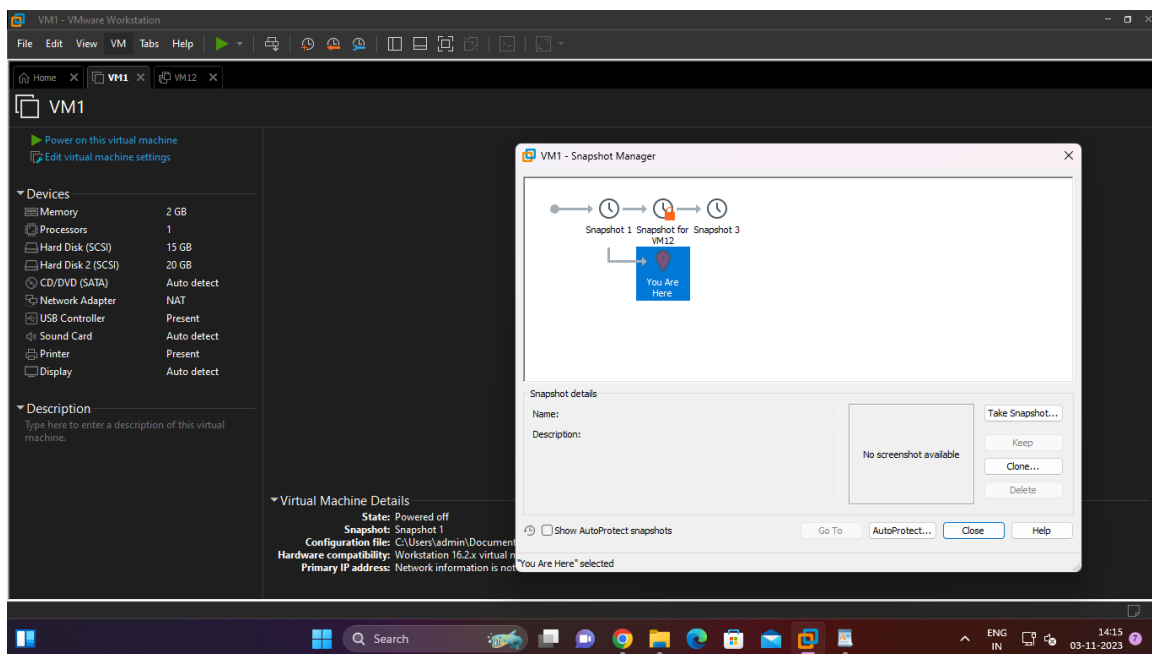 VM1 - VMware Workstation
File Edit View VM Tabs Help
Home VM1 VM12
VM1
Power on this virtual machine
Edit virtual machine settings
Devices
Memory 2 GB
Processors 1
Hard Disk (SCSI) 15 GB
Hard Disk 2 (SCSI) 20 GB
CD/DVD (SATA) Auto detect
Network Adapter NAT
USB Controller Present
Sound Card Auto detect
Printer Present
Display Auto detect
Description
Type here to enter a description of this virtual
machine.
Virtual Machine Details
State: Powered off
Snapshot: Snapshot 1
Configuration file: C:\Users\admin\Document
Hardware compatibility: Workstation 16.2.x virtual
Primary IP address: Network information is not
VM1 - Snapshot Manager
Snapshot 1 Snapshot for Snapshot 3
VM12
You Are
Here
Snapshot details
Name:
Description:
No screenshot available
Take Snapshot...
Keep
Clone...
Delete
Show AutoProtect snapshots Go To AutoProtect... Close Help
"You Are Here" selected
Search
ENG
IN
14:15
03-11-2023
7